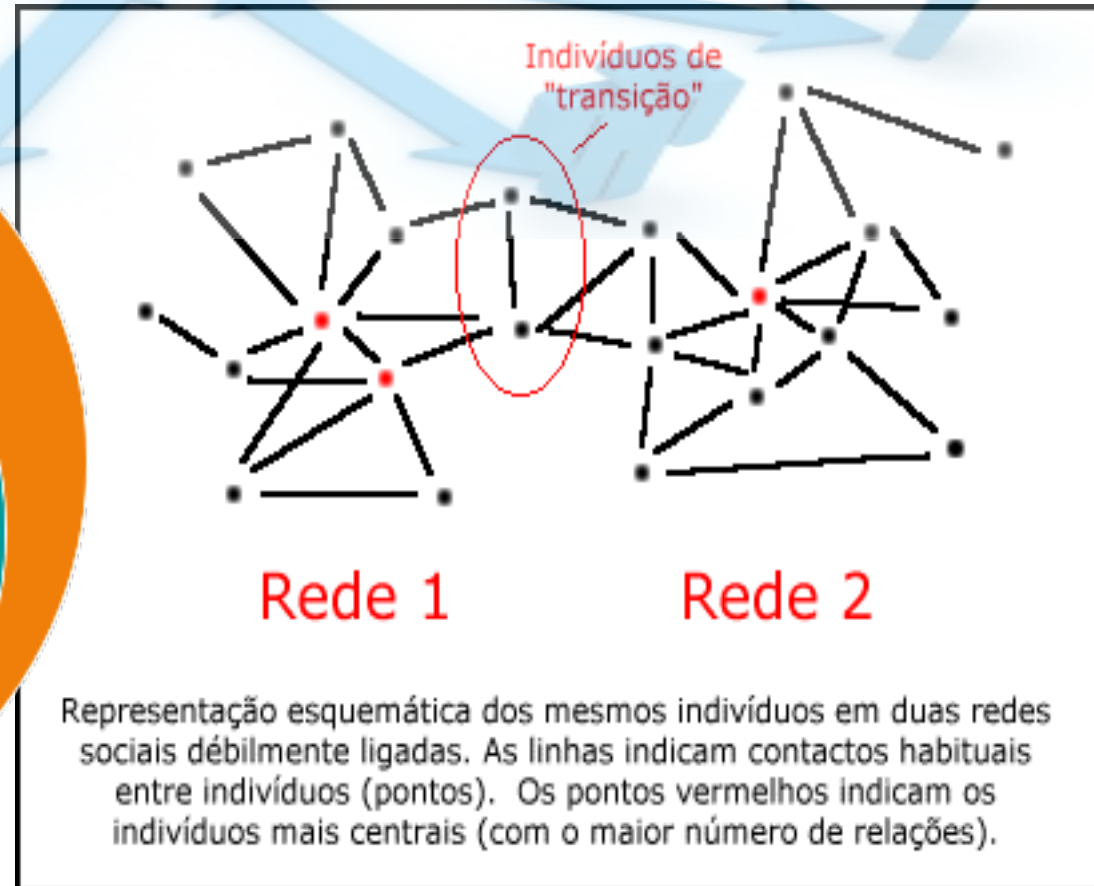 Indivíduos de
"transição"
Rede 1
Rede 2
Representação esquemática dos mesmos indivíduos em duas redes
sociais débilmente ligadas. As linhas indicam contactos habituais
entre indivíduos (pontos). Os pontos vermelhos indicam os
indivíduos mais centrais (com o maior número de relações).